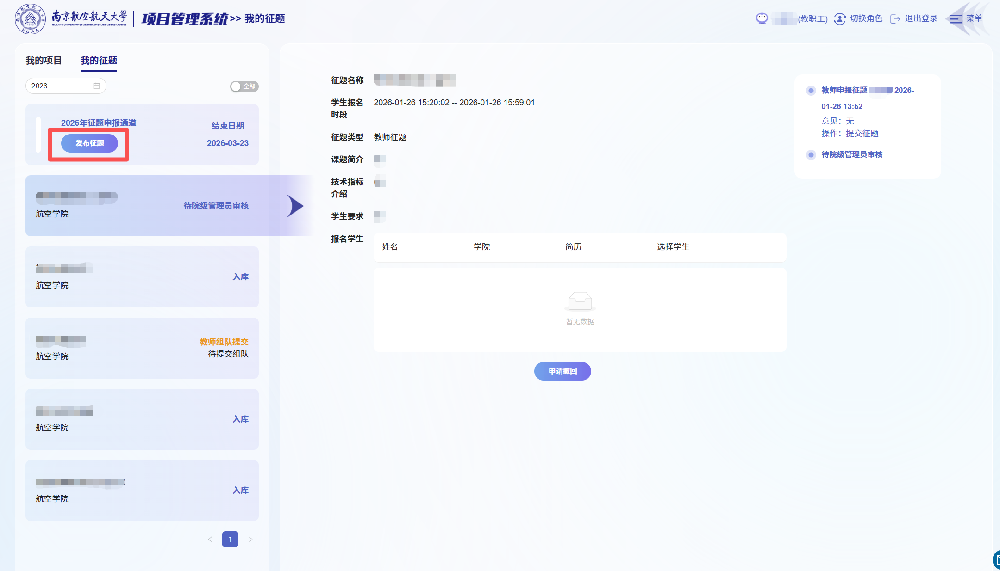 南京航空航天大學
NANJING UNIVERSITY OF AERONAUTICS AND ASTRONAUTICS
1952
NUAA
项目管理系统>> 我的征题
(教职工) 切换角色 退出登录 菜单
我的项目 我的征题
2026
全部
2026年征题申报通道
发布征题
结束日期
2026-03-23
航空学院
待院级管理员审核
航空学院
入库
航空学院
教师组队提交
待提交组队
航空学院
入库
航空学院
入库
1
征题名称
学生报名时段 2026-01-26 15:20:02 -- 2026-01-26 15:59:01
征题类型 教师征题
课题简介
技术指标介绍
学生要求
报名学生
姓名 学院 简历 选择学生
暂无数据
申请撤回
教师申报征题 2026-
01-26 13:52
意见：无
操作：提交征题
待院级管理员审核